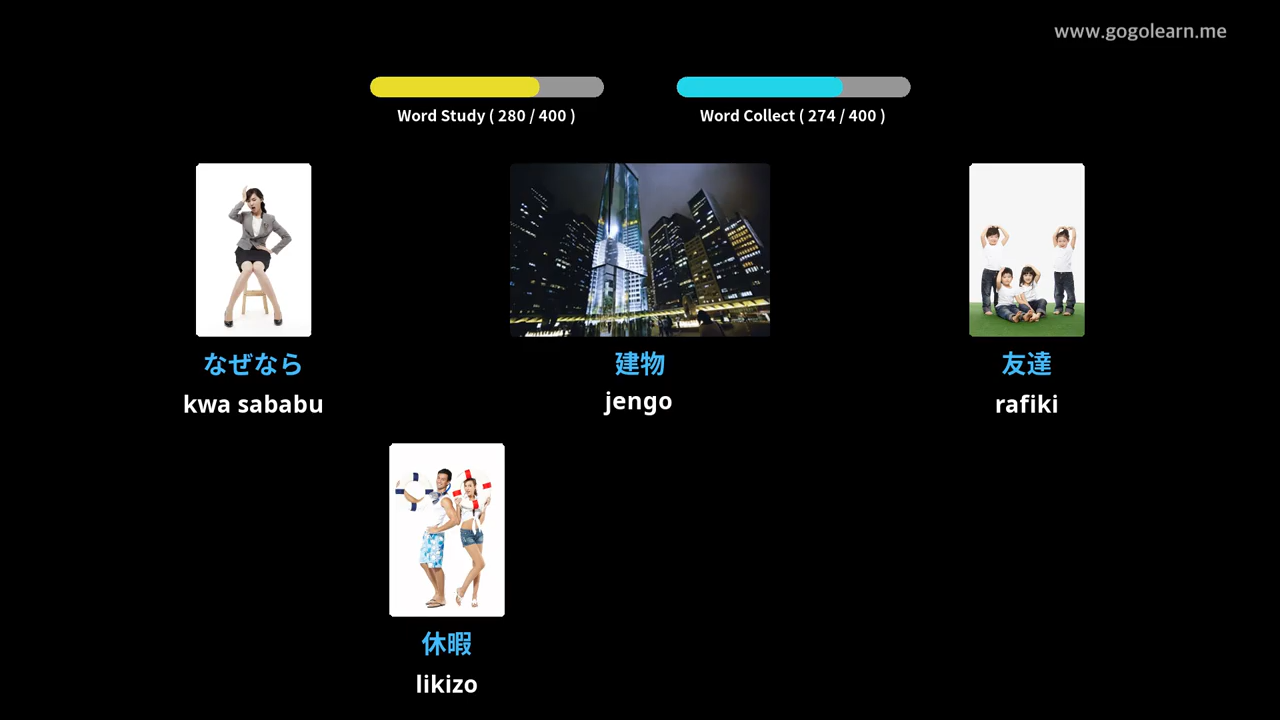 www.gogolearn.me
Word Study ( 280 / 400 )
Word Collect ( 274 / 400 )
なぜなら
kwa sababu
建物
jengo
友達
rafiki
休暇
likizo